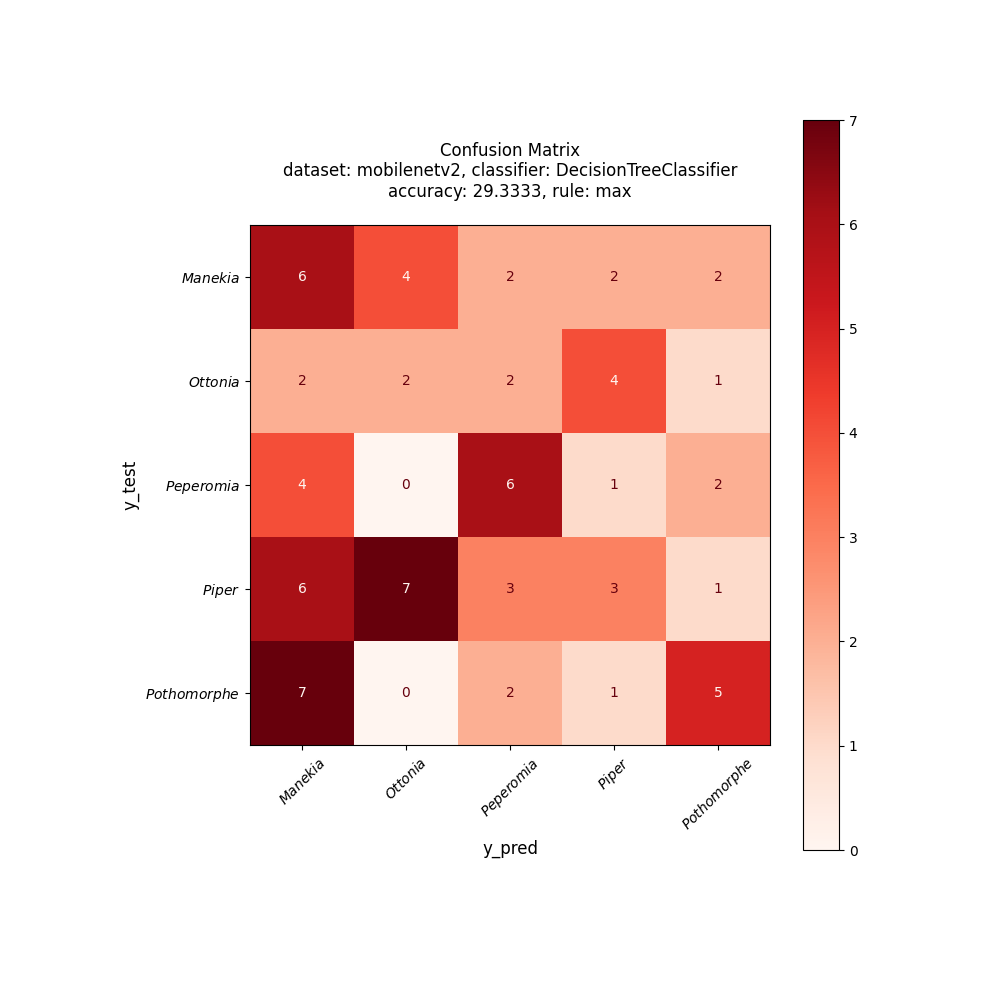 Confusion Matrix
dataset: mobilenetv2, classifier: DecisionTreeClassifier
accuracy: 29.3333, rule: max
y_test
Manekia 6 4 2 2 2
Ottonia 2 2 2 4 1
Peperomia 4 0 6 1 2
Piper 6 7 3 3 1
Pothomorphe 7 0 2 1 5
Manekia Ottonia Peperomia Piper Pothomorphe
y_pred
7
6
5
4
3
2
1
0